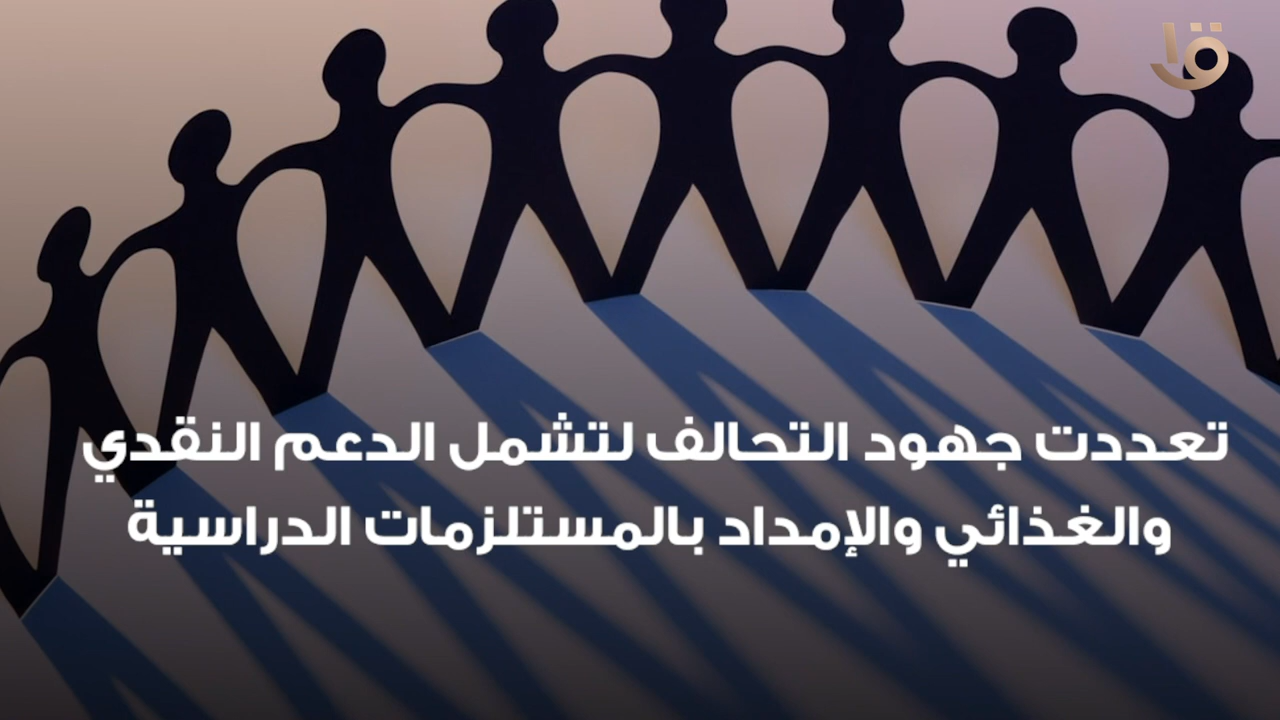 تعددت جهود التحالف لتشمل الدعم النقدي
والغذائي والإمداد بالمستلزمات الدراسية